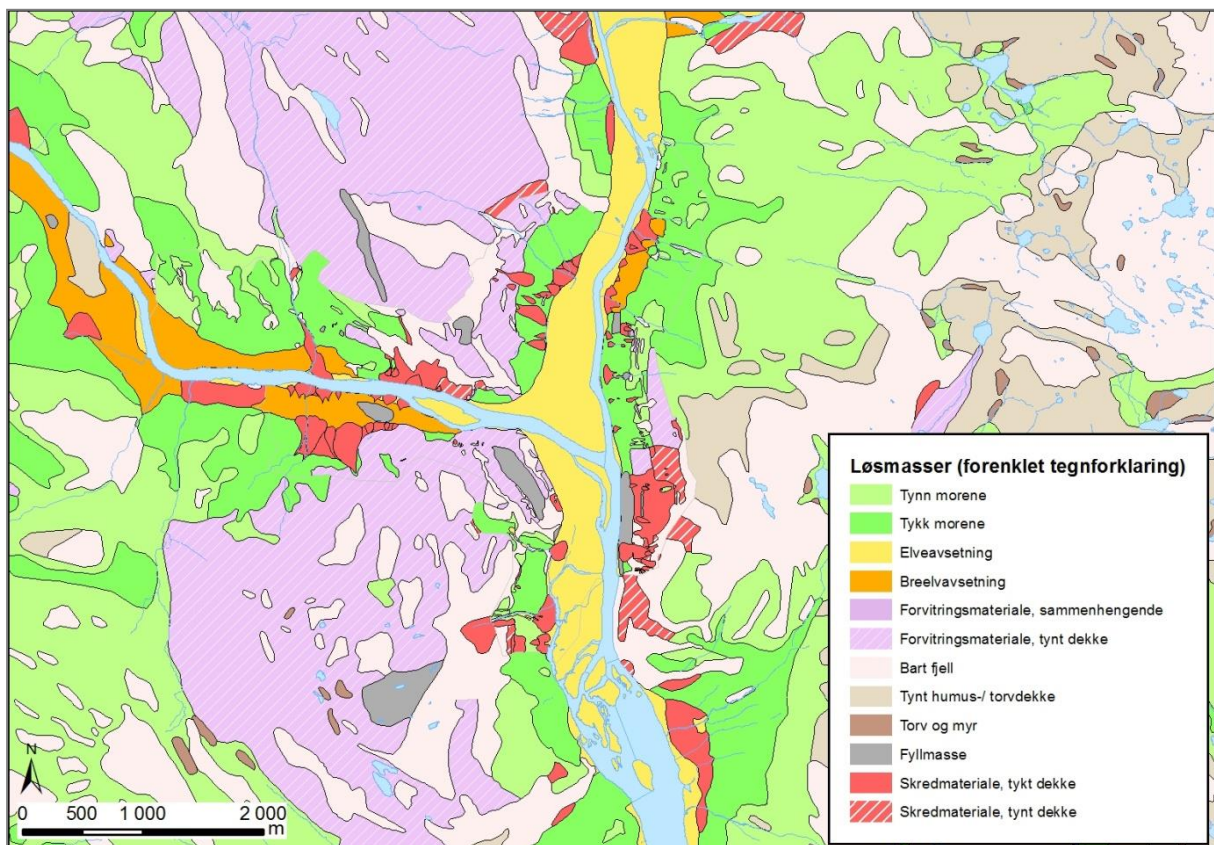 Løsmasser (forenklet tegnforklaring)
Tynn morene
Tykk morene
Elveavsetning
Breelvavsetning
Forvitringsmateriale, sammenhengende
Forvitringsmateriale, tynt dekke
Bart fjell
Tynt humus-/ torvdekke
Torv og myr
Fyllmasse
Skredmateriale, tykt dekke
Skredmateriale, tynt dekke
N
0 500 1 000 2 000
m